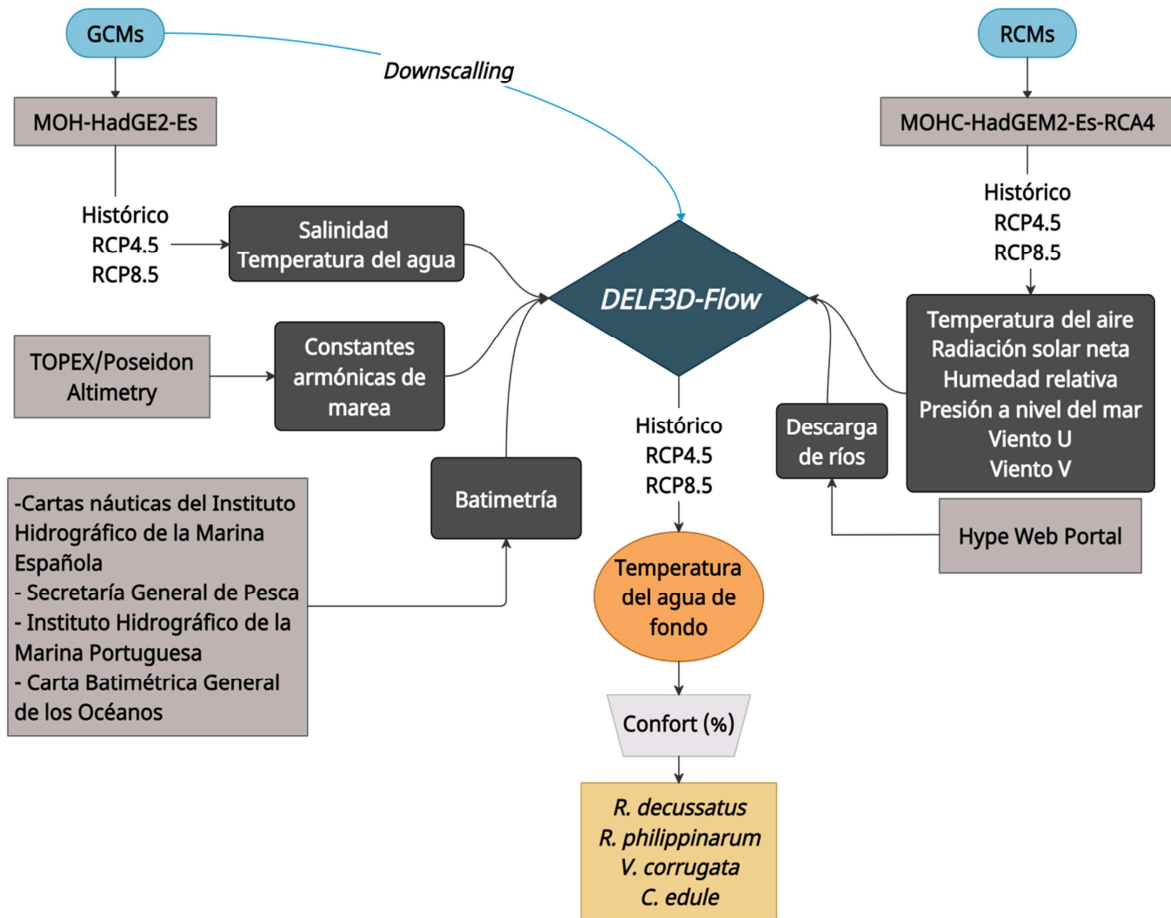 GCMs
RCMs
Downscalling
MOH-HadGE2-Es
MOHC-HadGEM2-Es-RCA4
Histórico
RCP4.5
RCP8.5
Salinidad
Temperatura del agua
Histórico
RCP4.5
RCP8.5
DELF3D-Flow
TOPEX/Poseidon
Altimetry
Constantes
armónicas de
marea
Temperatura del aire
Radiación solar neta
Humedad relativa
Presión a nivel del mar
Viento U
Viento V
Histórico
RCP4.5
RCP8.5
Descarga
de ríos
Batimetría
-Cartas náuticas del Instituto
Hidrográfico de la Marina
Española
- Secretaría General de Pesca
- Instituto Hidrográfico de la
Marina Portuguesa
- Carta Batimétrica General
de los Océanos
Hype Web Portal
Temperatura
del agua de
fondo
Confort (%)
R. decussatus
R. philippinarum
V. corrugata
C. edule